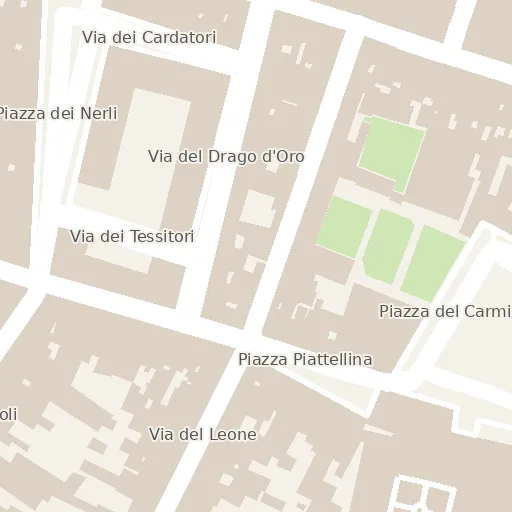 Via dei Cardatori
Piazza dei Nerli
Via del Drago d'Oro
Via dei Tessitori
Piazza del Carmi
Piazza Piattellina
oli
Via del Leone